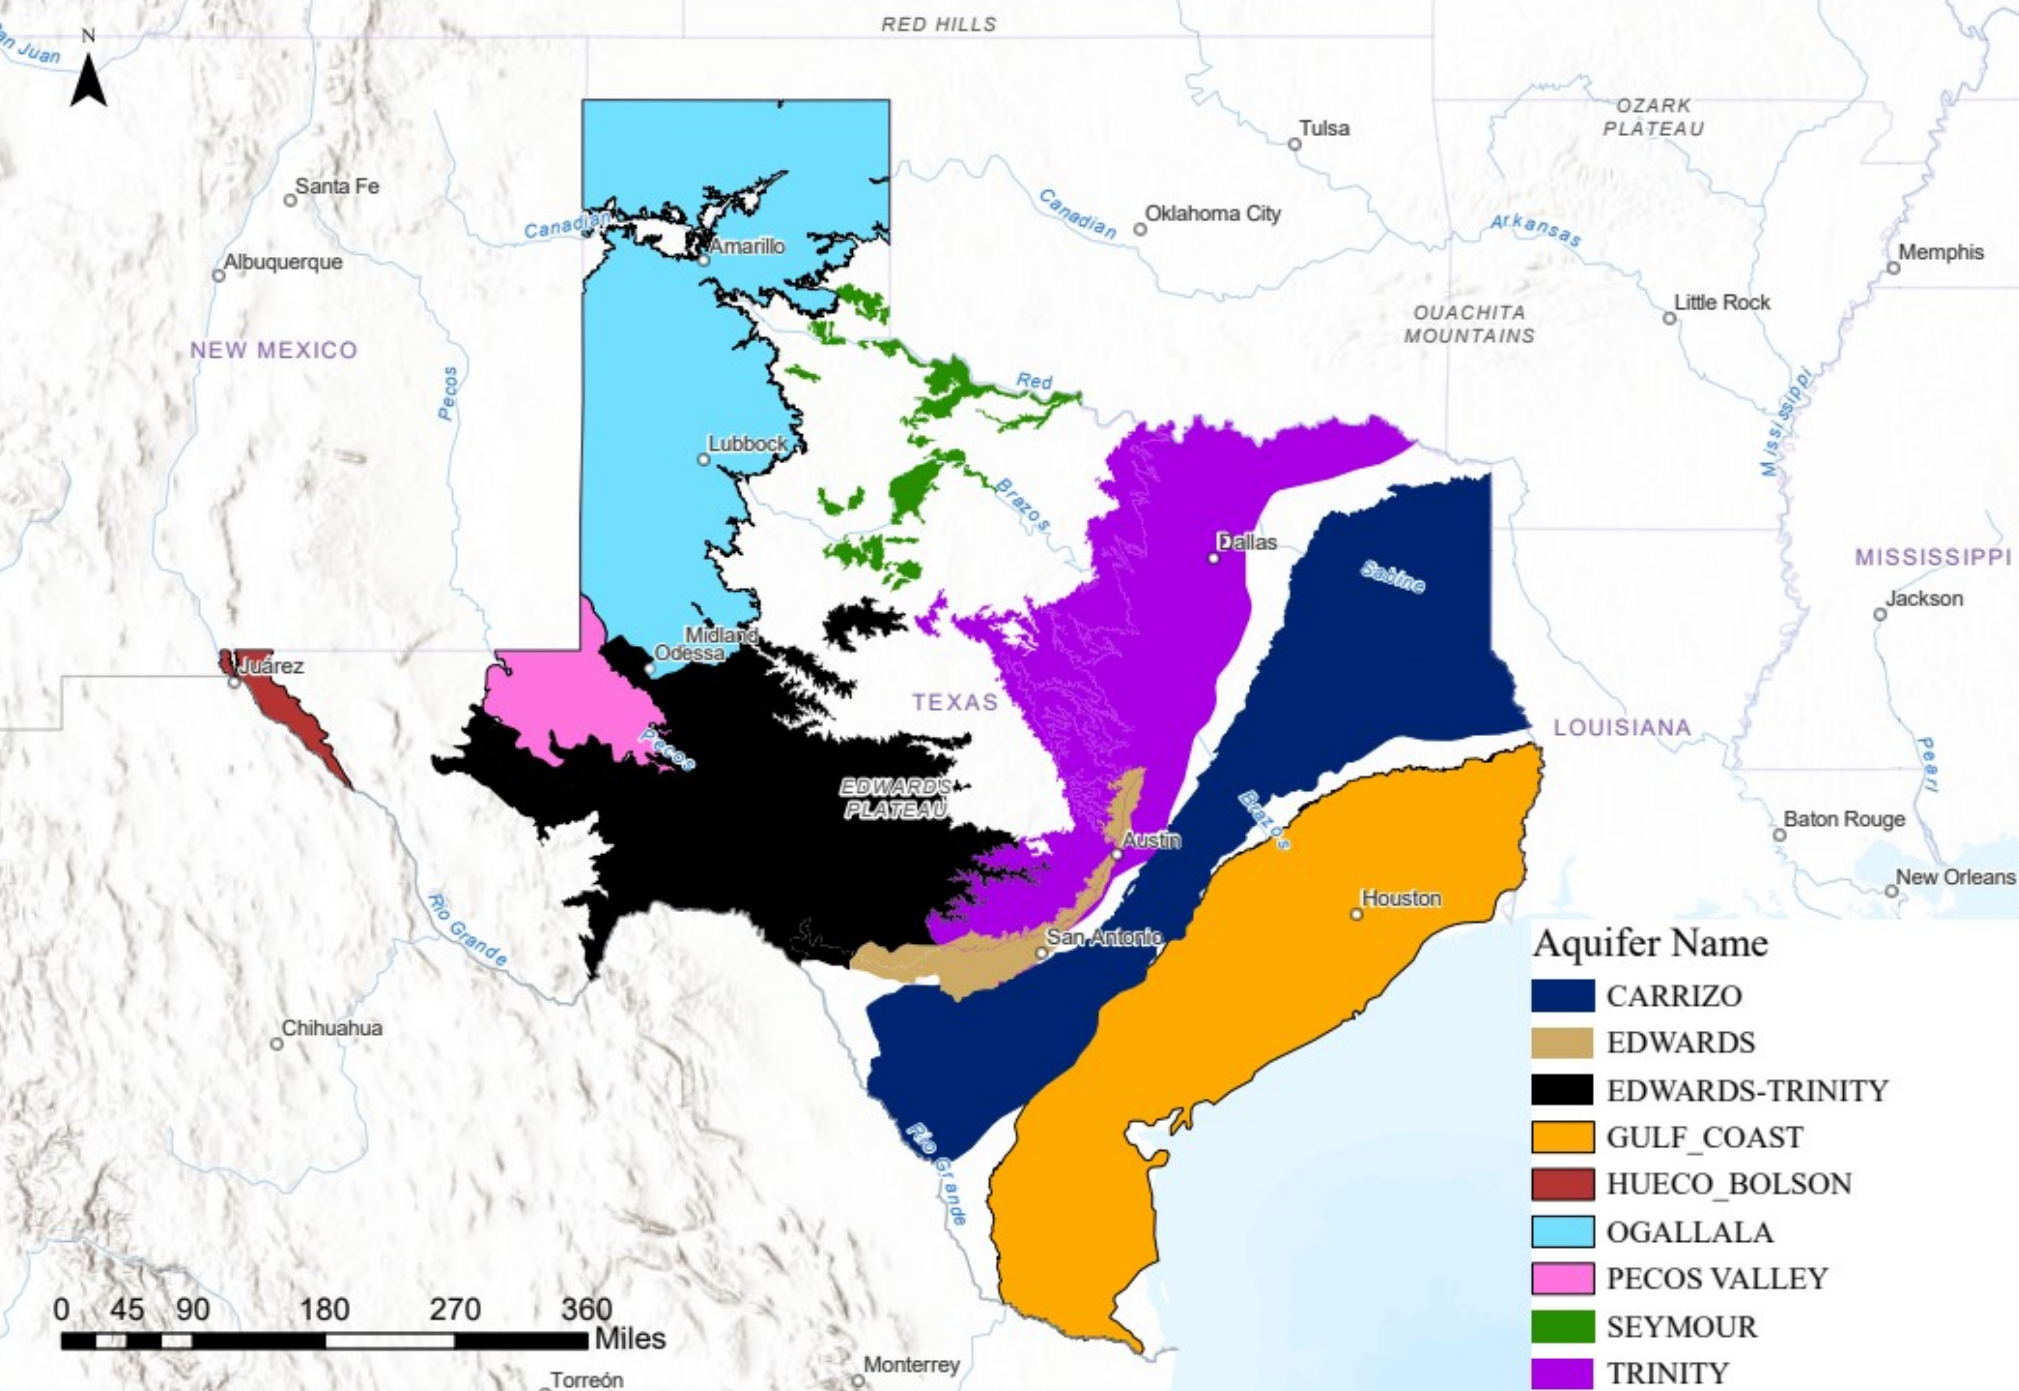 RED HILLS
an Juan
N
OZARK
PLATEAU
Tulsa
Santa Fe
Canadian
Canadian
Oklahoma City
Arkansas
Amarillo
Albuquerque
Memphis
Little Rock
OUACHITA
MOUNTAINS
NEW MEXICO
Pecos
Red
Mississippi
Lubbock
Brazos
Dallas
Sabine
MISSISSIPPI
Jackson
Midland
Odessa
Juárez
TEXAS
LOUISIANA
Pecos
Pearl
EDWARDS
PLATEAU
Brazos
Baton Rouge
Austin
New Orleans
Houston
Rio Grande
San Antonio
Chihuahua
Rio Grande
Aquifer Name
CARRIZO
EDWARDS
EDWARDS-TRINITY
GULF_COAST
HUECO_BOLSON
OGALLALA
PECOS VALLEY
SEYMOUR
TRINITY
0 45 90 180 270 360
Miles
Monterrey
Torreón